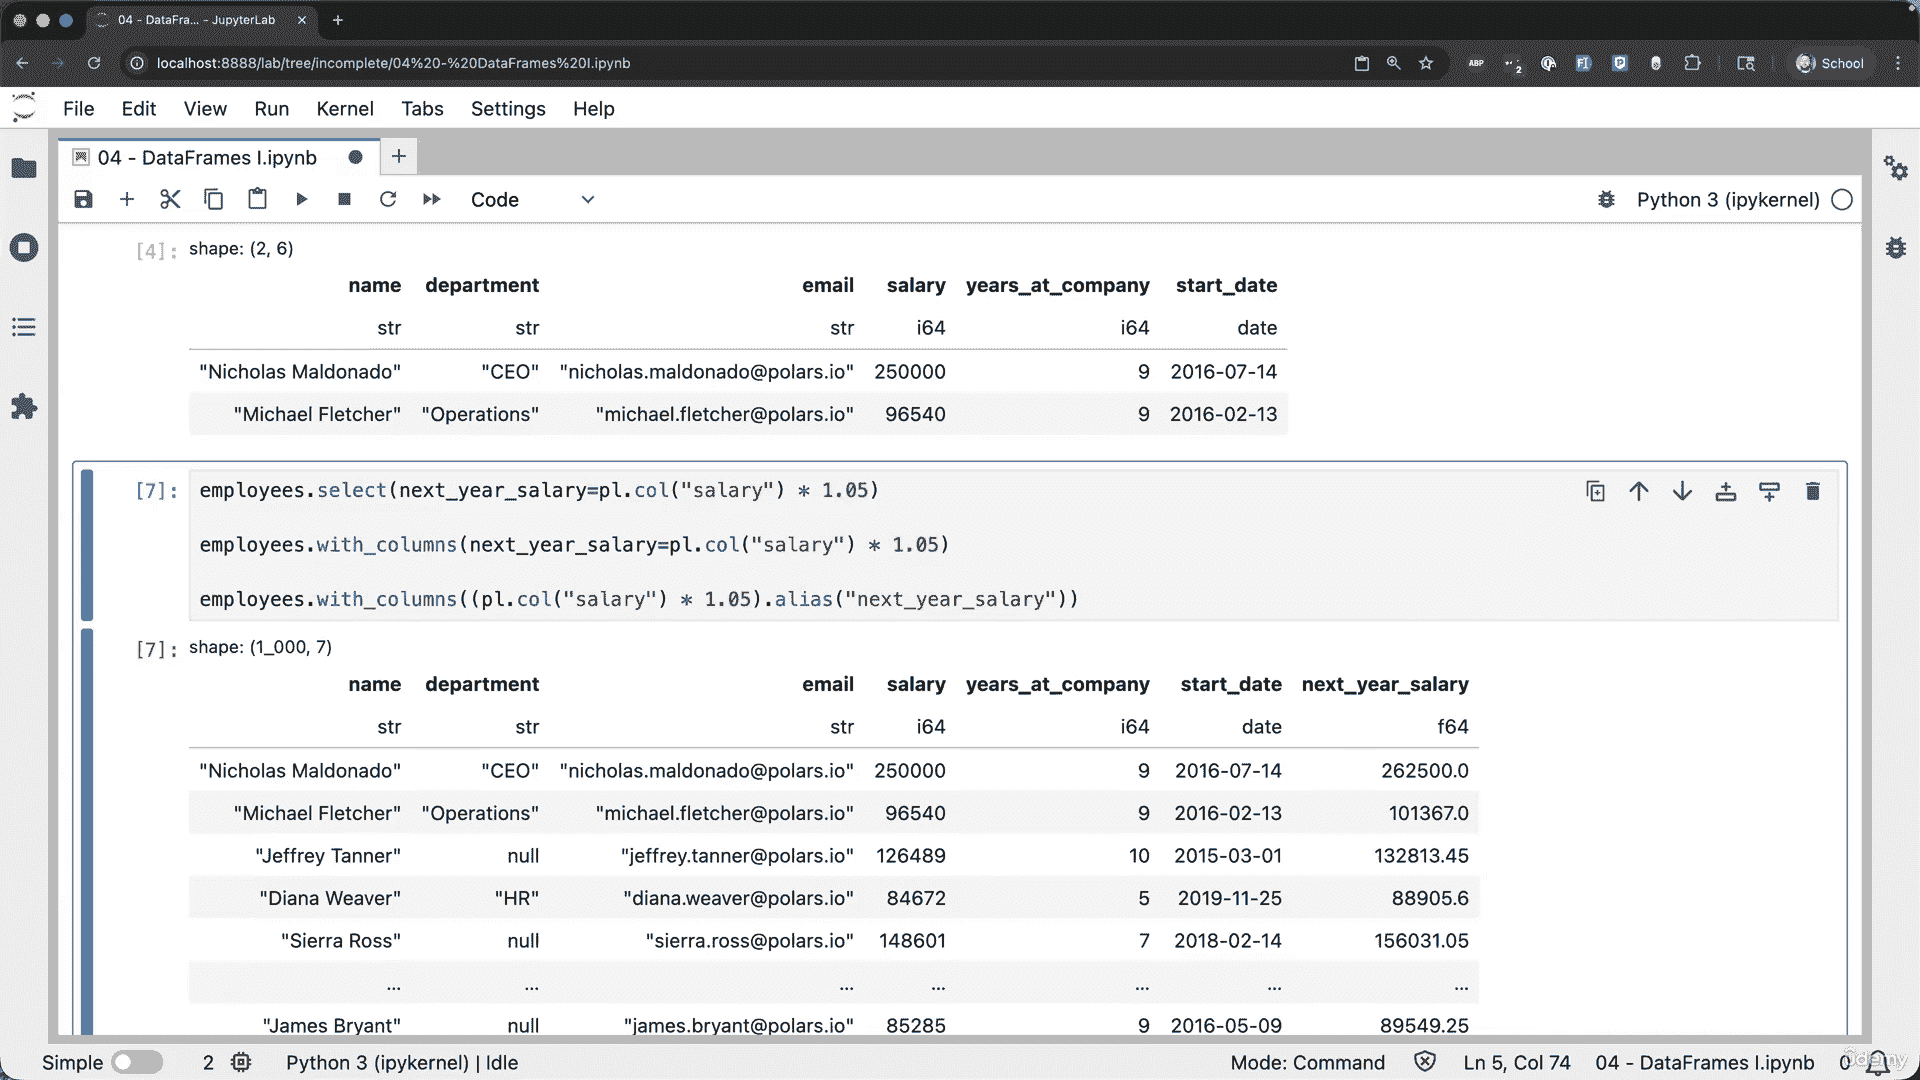 04 - DataFra... - JupyterLab
localhost:8888/lab/tree/incomplete/04%20-%20DataFrames%20I.ipynb
ABP
2
School
File Edit View Run Kernel Tabs Settings Help
04 - DataFrames I.ipynb
Code
Python 3 (ipykernel)
[4]: shape: (2, 6)
name department email salary years_at_company start_date
str str str i64 i64 date
"Nicholas Maldonado" "CEO" "nicholas.maldonado@polars.io" 250000 9 2016-07-14
"Michael Fletcher" "Operations" "michael.fletcher@polars.io" 96540 9 2016-02-13
[7]: employees.select(next_year_salary=pl.col("salary") * 1.05)
employees.with_columns(next_year_salary=pl.col("salary") * 1.05)
employees.with_columns((pl.col("salary") * 1.05).alias("next_year_salary"))
[7]: shape: (1_000, 7)
name department email salary years_at_company start_date next_year_salary
str str str i64 i64 date f64
"Nicholas Maldonado" "CEO" "nicholas.maldonado@polars.io" 250000 9 2016-07-14 262500.0
"Michael Fletcher" "Operations" "michael.fletcher@polars.io" 96540 9 2016-02-13 101367.0
"Jeffrey Tanner" null "jeffrey.tanner@polars.io" 126489 10 2015-03-01 132813.45
"Diana Weaver" "HR" "diana.weaver@polars.io" 84672 5 2019-11-25 88905.6
"Sierra Ross" null "sierra.ross@polars.io" 148601 7 2018-02-14 156031.05
... ... ... ... ... ... ...
"James Bryant" null "james.bryant@polars.io" 85285 9 2016-05-09 89549.25
Simple 2 Python 3 (ipykernel) | Idle Mode: Command Ln 5, Col 74 04 - DataFrames I.ipynb 0
udemy